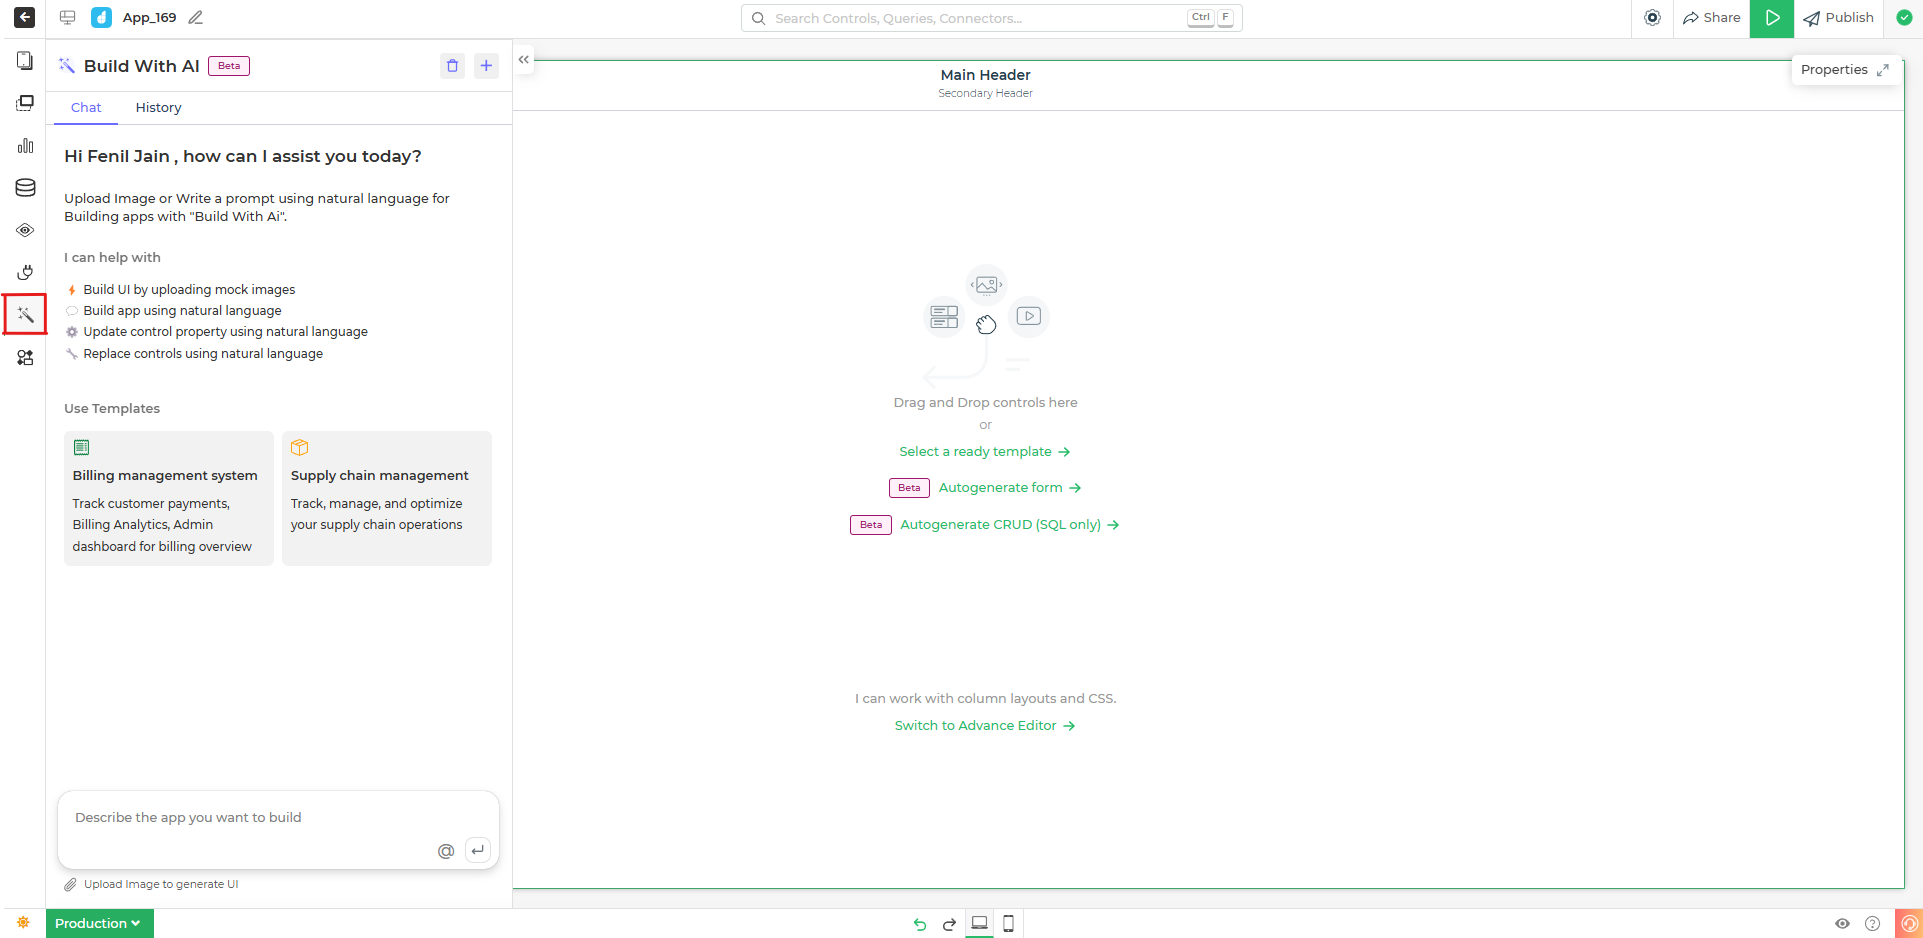 App_169
Search Controls, Queries, Connectors...
Ctrl
F
Share
Publish
Build With AI
Beta
Chat
History
Hi Fenil Jain , how can I assist you today?
Upload Image or Write a prompt using natural language for
Building apps with "Build With Ai".
I can help with
Build UI by uploading mock images
Build app using natural language
Update control property using natural language
Replace controls using natural language
Use Templates
Billing management system
Track customer payments,
Billing Analytics, Admin
dashboard for billing overview
Supply chain management
Track, manage, and optimize
your supply chain operations
Describe the app you want to build
@
Upload Image to generate UI
Main Header
Secondary Header
Properties
Drag and Drop controls here
or
Select a ready template
Beta
Autogenerate form
Beta
Autogenerate CRUD (SQL only)
I can work with column layouts and CSS.
Switch to Advance Editor
Production